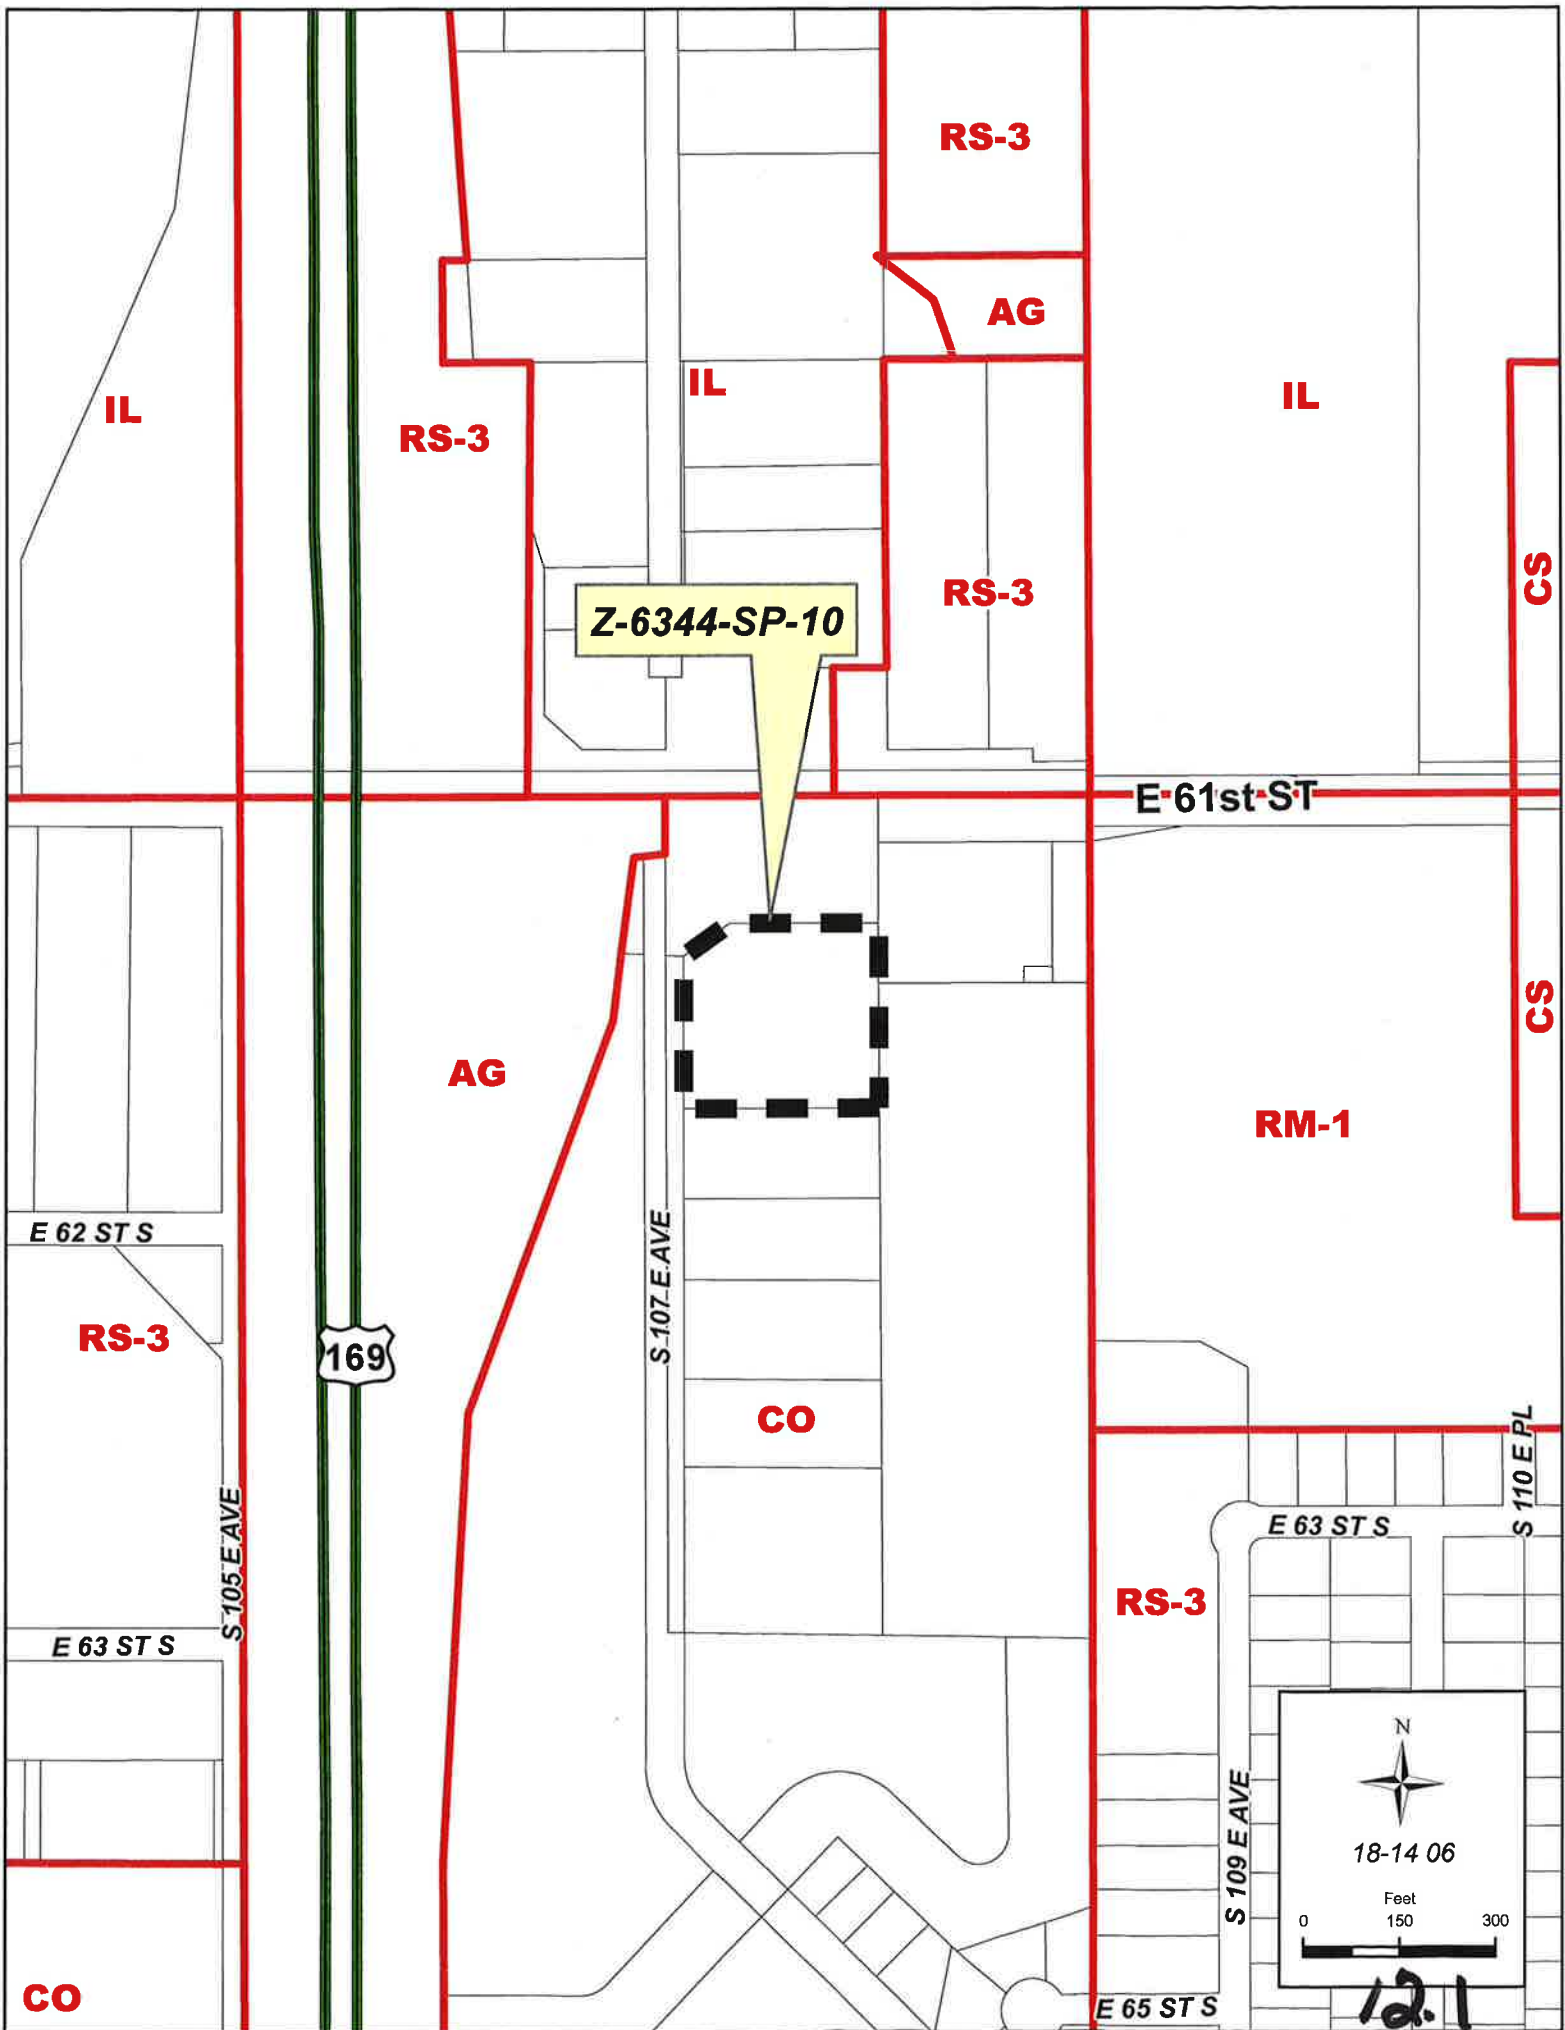 RS-3
AG
IL
IL
IL
RS-3
CS
RS-3
Z-6344-SP-10
E 61st ST
CS
AG
RM-1
E 62 ST S
S 107 E AVE
RS-3
169
CO
S 110 E PL
E 63 ST S
S 105 E AVE
RS-3
E 63 ST S
N
S 109 E AVE
18-14 06
Feet
0 150 300
CO
E 65 ST S
12.1